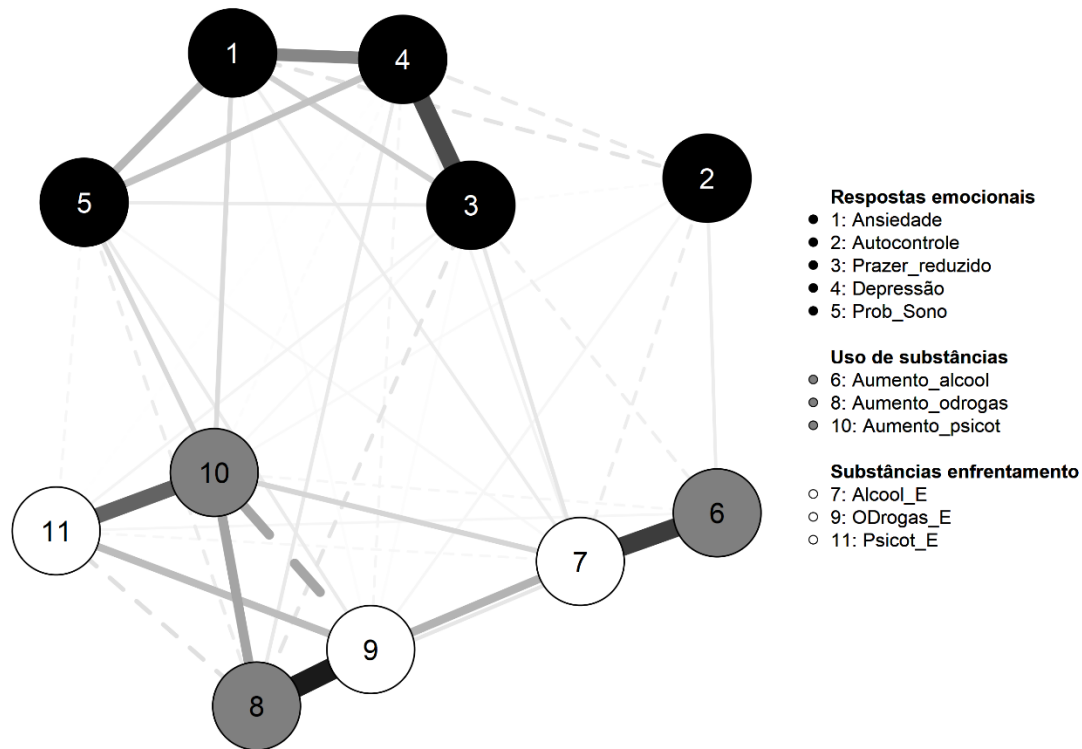 1
4
2
5
3
10
6
11
7
9
8
Respostas emocionais
1: Ansiedade
2: Autocontrole
3: Prazer_reduzido
4: Depressão
5: Prob_Sono
Uso de substâncias
6: Aumento_alcool
8: Aumento_odrogas
10: Aumento_psicot
Substâncias enfrentamento
7: Alcool_E
9: ODrogas_E
11: Psicot_E